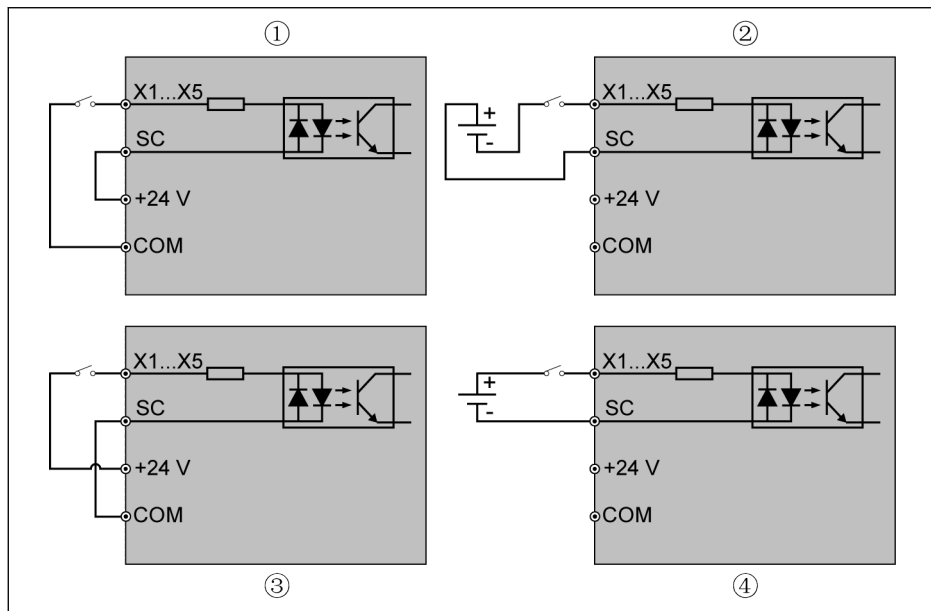 ① ②
X1...X5 X1...X5
+
SC - SC
+24 V +24 V
COM COM
X1...X5 X1...X5
+
SC - SC
+24 V +24 V
COM COM
③ ④